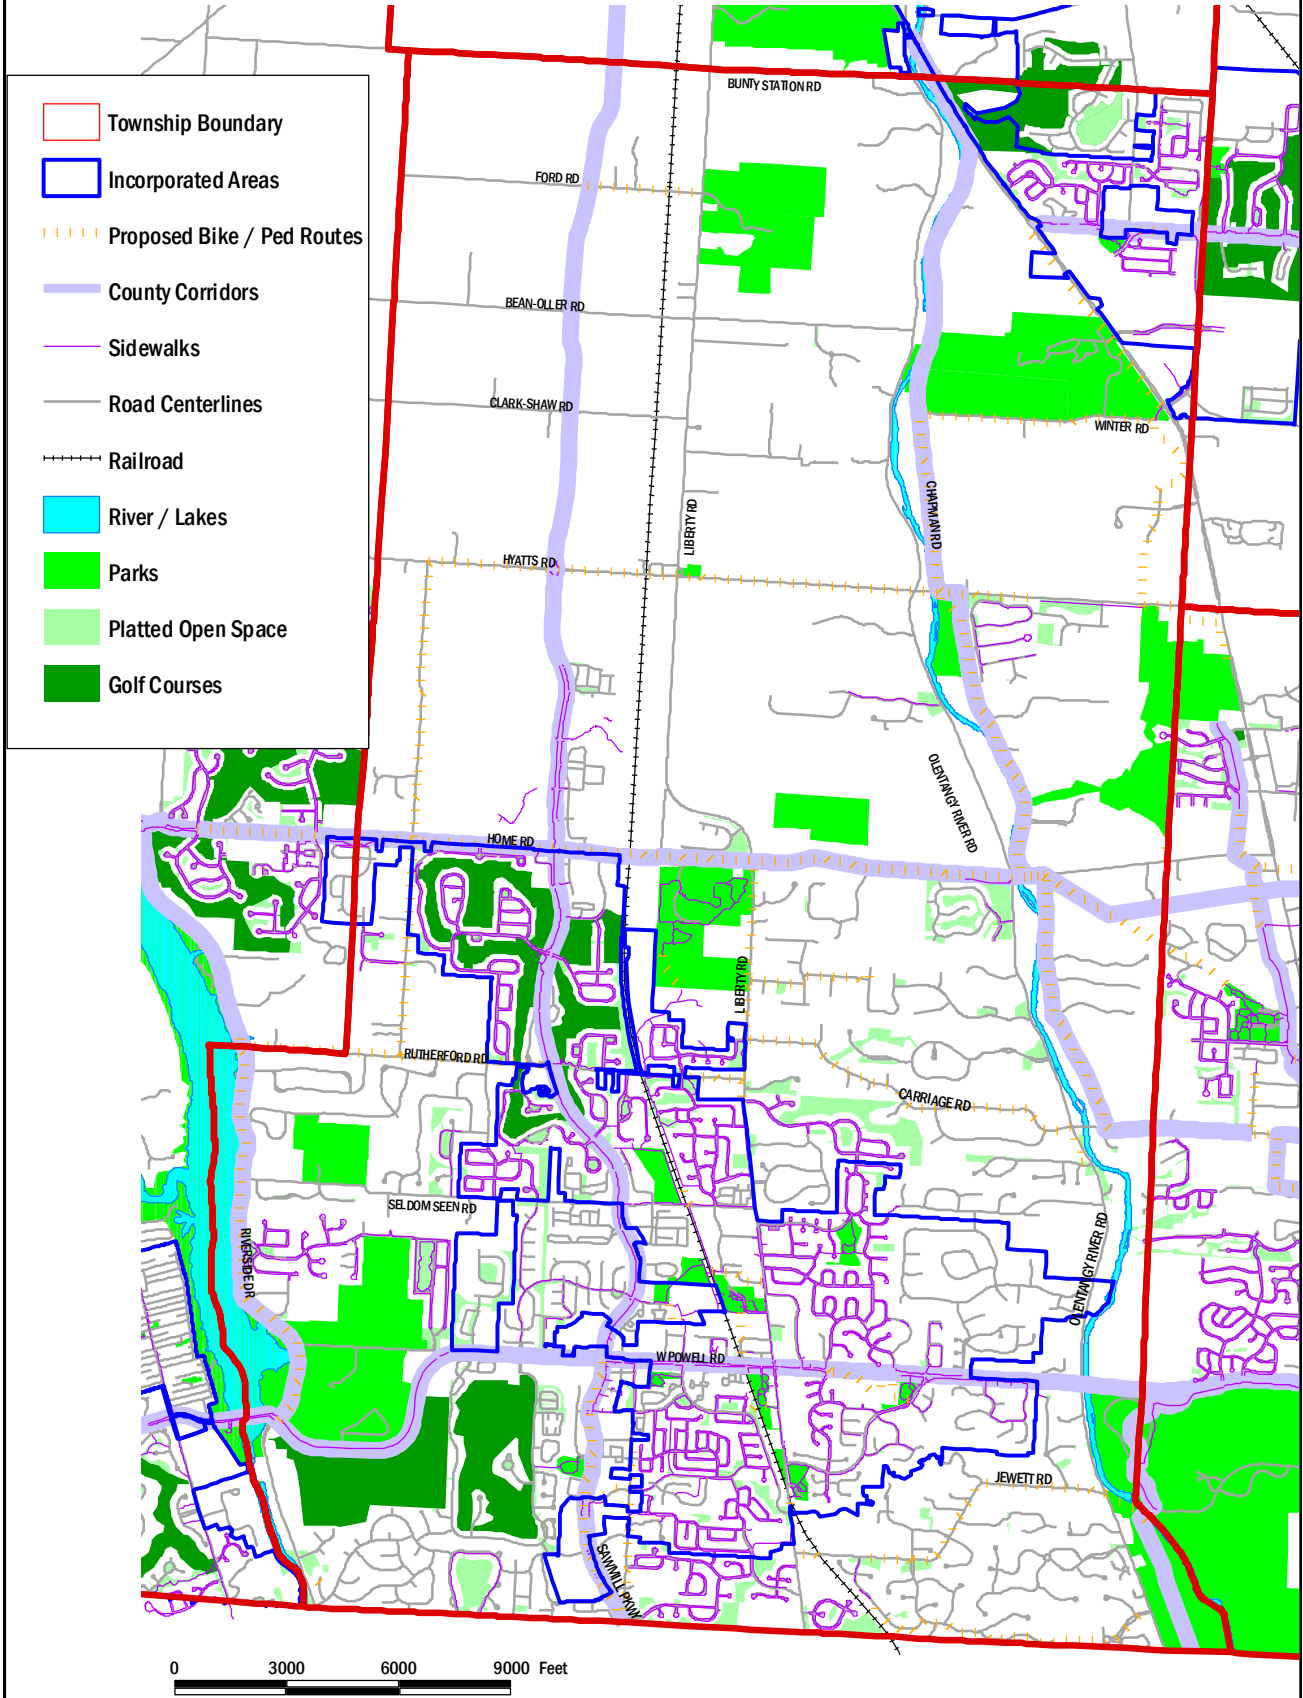 BUNTY STATION RD
Township Boundary
Incorporated Areas
FORD RD
Proposed Bike / Ped Routes
County Corridors
BEAN-OLLER RD
Sidewalks
Road Centerlines
CLARK-SHAW RD
WINTER RD
Railroad
CHAPMAN RD
River / Lakes
LIBERTY RD
HYATTS RD
Parks
Platted Open Space
Golf Courses
OLENTANGY RIVER RD
HOME RD
LIBERTY RD
RUTHERFORD RD
CARRIAGE RD
SELDOM SEEN RD
RIVERSIDE DR
OLENTANGY RIVER RD
W POWELL RD
JEWETT RD
SAWMILL PKWY
0 3000 6000 9000 Feet